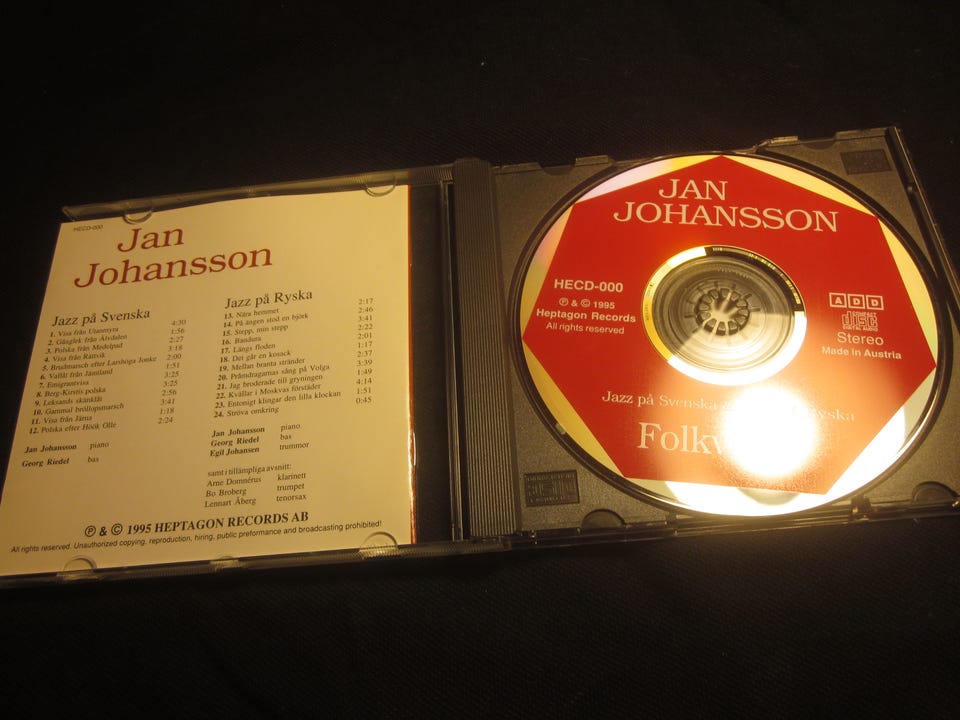 HECD-000
Jan
Johansson
Jazz på Svenska
1. Visa från Utanmyra 4:30
2. Gånglek från Älvdalen 1:56
3. Polska från Medelpad 2:27
4. Visa från Rättvik 3:18
5. Brudmarsch efter Larshöga Jonke 2:00
6. Vallåt från Jämtland 1:51
7. Emigrantvisa 3:25
8. Berg-Kirstis polska 3:25
9. Leksands skänklåt 2:56
10. Gammal bröllopsmarsch 3:41
11. Visa från Järna 1:18
12. Polska efter Höök Olle 2:24
Jan Johansson piano
Georg Riedel bas
Jazz på Ryska
13. Nära hemmet 2:17
14. På ängen stod en björk 2:46
15. Stepp, min stepp 3:41
16. Bandura 2:22
17. Längs floden 2:01
18. Det går en kosack 1:17
19. Mellan branta stränder 2:37
20. Pråmdragarnas sång på Volga 3:39
21. Jag broderade till gryningen 1:49
22. Kvällar i Moskvas förstäder 4:14
23. Entonigt klingar den lilla klockan 1:51
24. Ströva omkring 0:45
Jan Johansson piano
Georg Riedel bas
Egil Johansen trummor
samt i tillämpliga avsnitt:
Arne Domnérus klarinett
Bo Broberg trumpet
Lennart Åberg tenorsax
℗ & © 1995 HEPTAGON RECORDS AB
All rights reserved. Unauthorized copying, reproduction, hiring, public preformance and broadcasting prohibited!
JAN
JOHANSSON
HECD-000
℗ & © 1995
Heptagon Records
All rights reserved
ADD
COMPACT
disc
DIGITAL AUDIO
Stereo
Made in Austria
Jazz på Svenska